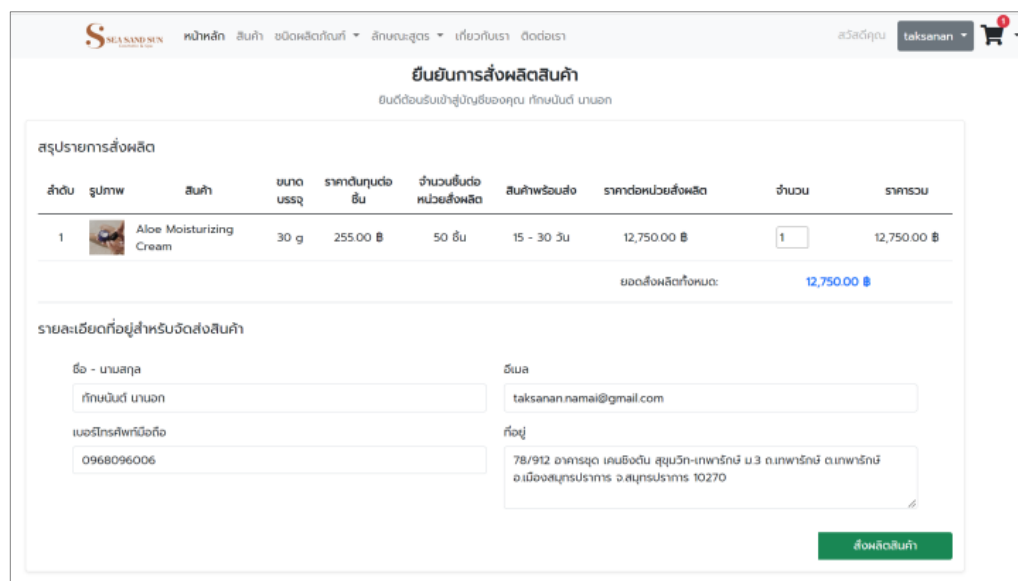 SEA SAND SUN
หน้าหลัก สินค้า ชนิดผลิตภัณฑ์ ลักษณะสูตร เกี่ยวกับเรา ติดต่อเรา สวัสดีคุณ taksanan 1
ยืนยันการสั่งผลิตสินค้า
ยินดีต้อนรับเข้าสู่บัญชีของคุณ ทักษนันต์ นานอก
สรุปรายการสั่งผลิต
ลำดับ รูปภาพ สินค้า ขนาดบรรจุ ราคาต้นทุนต่อชิ้น จำนวนชิ้นต่อหน่วยสั่งผลิต สินค้าพร้อมส่ง ราคาต่อหน่วยสั่งผลิต จำนวน ราคารวม
1 Aloe Moisturizing Cream 30 g 255.00 ฿ 50 ชิ้น 15 - 30 วัน 12,750.00 ฿ 1 12,750.00 ฿
ยอดสั่งผลิตทั้งหมด: 12,750.00 ฿
รายละเอียดที่อยู่สำหรับจัดส่งสินค้า
ชื่อ - นามสกุล อีเมล
ทักษนันต์ นานอก taksanan.namai@gmail.com
เบอร์โทรศัพท์มือถือ ที่อยู่
0968096006 78/912 อาคารชุด เคนซิงตัน สุขุมวิท-เทพารักษ์ ม.3 ถ.เทพารักษ์ ต.เทพารักษ์
อ.เมืองสมุทรปราการ จ.สมุทรปราการ 10270
สั่งผลิตสินค้า